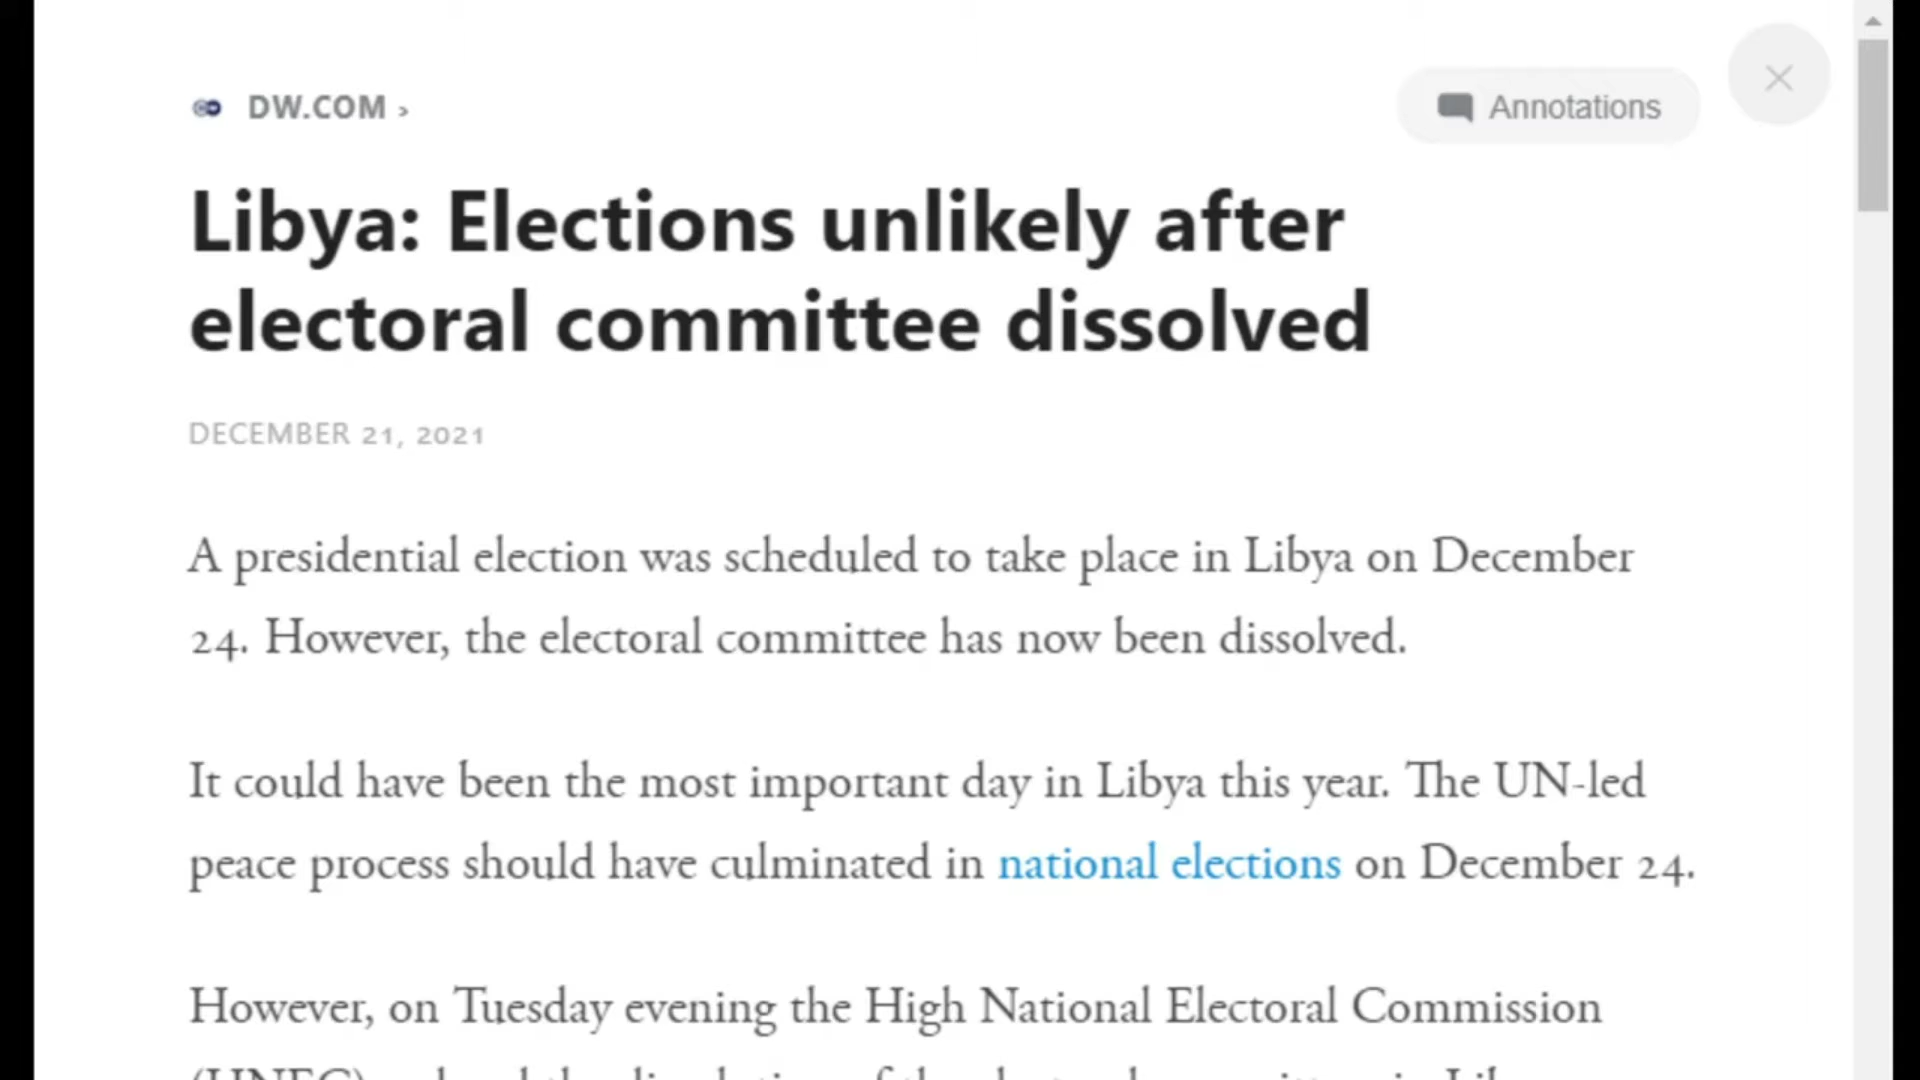 DW.COM ›
Annotations
Libya: Elections unlikely after
electoral committee dissolved
DECEMBER 21, 2021
A presidential election was scheduled to take place in Libya on December
24. However, the electoral committee has now been dissolved.
It could have been the most important day in Libya this year. The UN-led
peace process should have culminated in national elections on December 24.
However, on Tuesday evening the High National Electoral Commission